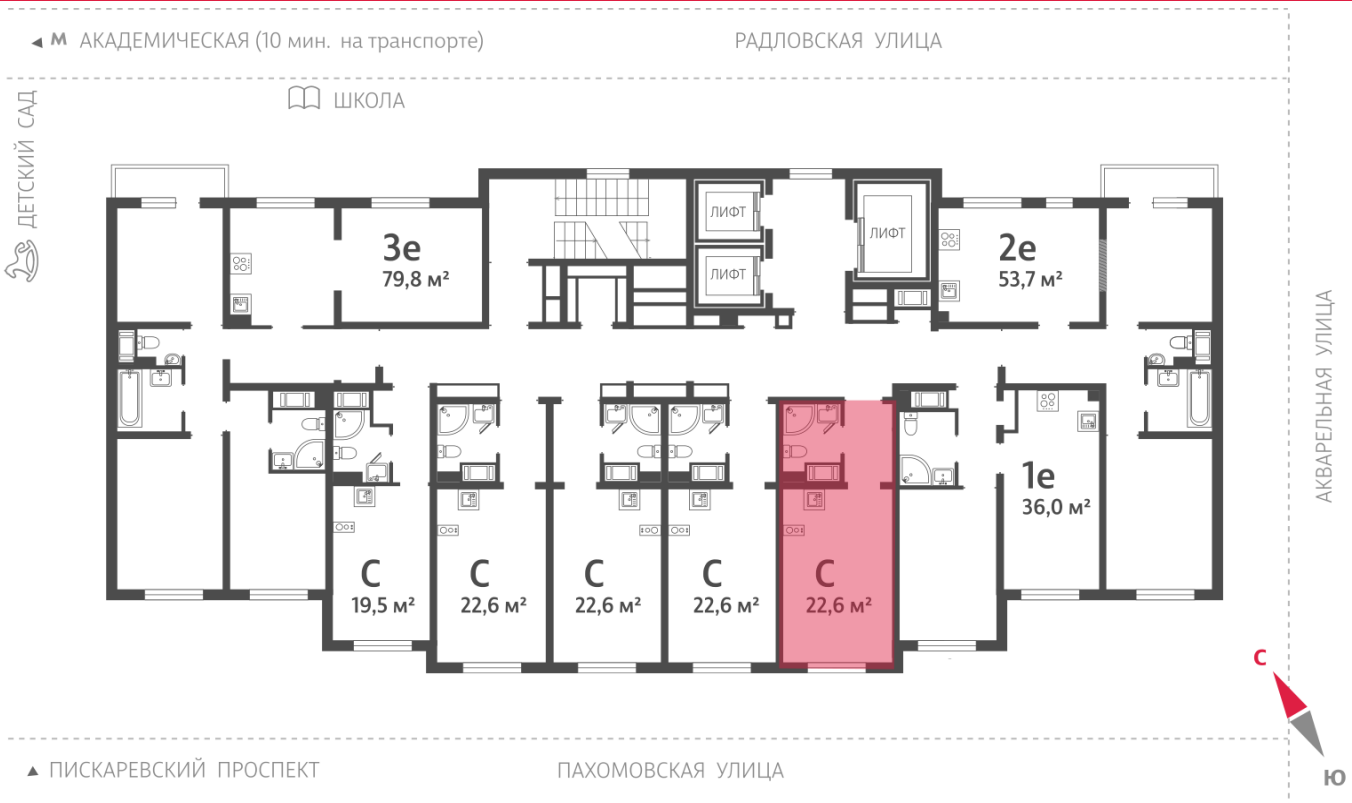 М АКАДЕМИЧЕСКАЯ (10 мин. на транспорте)
РАДЛОВСКАЯ УЛИЦА
ШКОЛА
ДЕТСКИЙ САД
ЛИФТ
ЛИФТ
ЛИФТ
3е
79,8 м²
2е
53,7 м²
АКВАРЕЛЬНАЯ УЛИЦА
1е
36,0 м²
С
19,5 м²
С
22,6 м²
С
22,6 м²
С
22,6 м²
С
22,6 м²
С
Ю
ПИСКАРЕВСКИЙ ПРОСПЕКТ
ПАХОМОВСКАЯ УЛИЦА